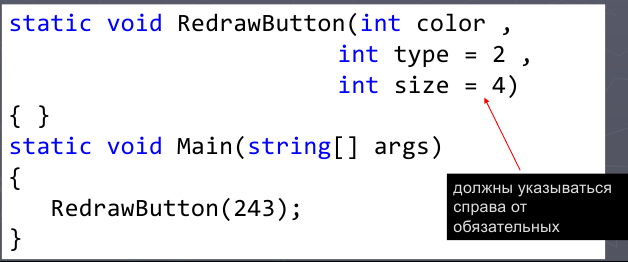 static void RedrawButton(int color ,
int type = 2 ,
int size = 4)
{ }
static void Main(string[] args)
{
RedrawButton(243);
}
должны указываться
справа от
обязательных